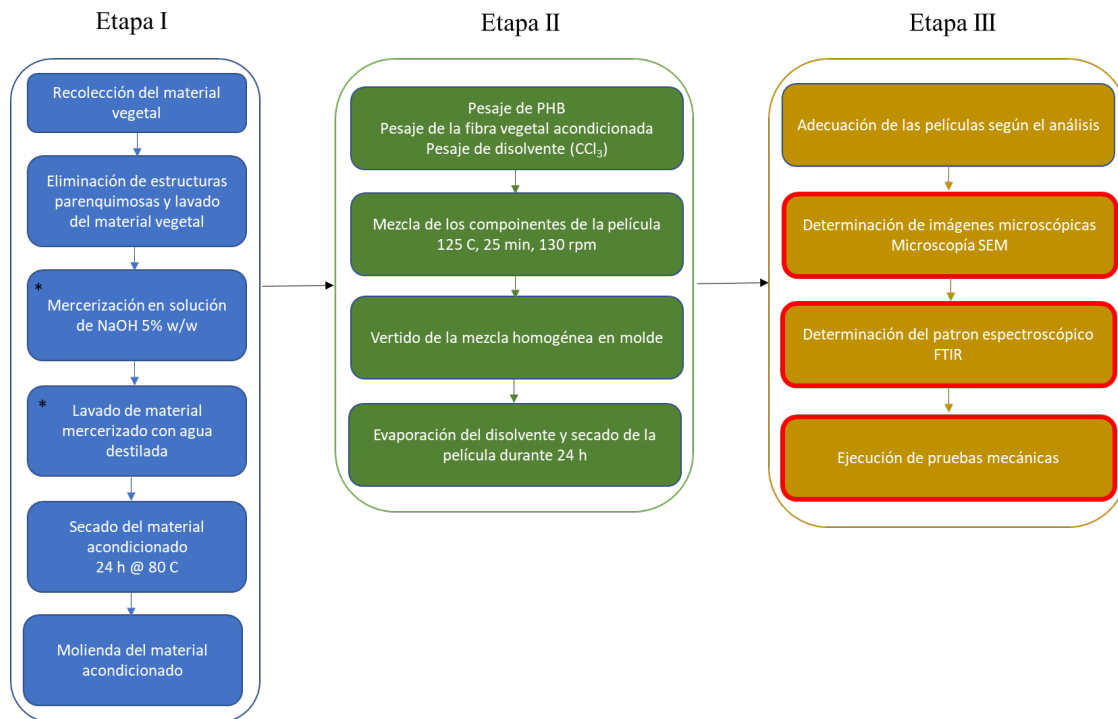 Etapa I
Recolección del material
vegetal
Eliminación de estructuras
parenquimosas y lavado
del material vegetal
*
Mercerización en solución
de NaOH 5% w/w
*
Lavado de material
mercerizado con agua
destilada
Secado del material
acondicionado
24 h @ 80 C
Molienda del material
acondicionado
Etapa II
Pesaje de PHB
Pesaje de la fibra vegetal acondicionada
Pesaje de disolvente (CCl₃)
Mezcla de los componentes de la película
125 C, 25 min, 130 rpm
Vertido de la mezcla homogénea en molde
Evaporación del disolvente y secado de la
película durante 24 h
Etapa III
Adecuación de las películas según el análisis
Determinación de imágenes microscópicas
Microscopía SEM
Determinación del patron espectroscópico
FTIR
Ejecución de pruebas mecánicas